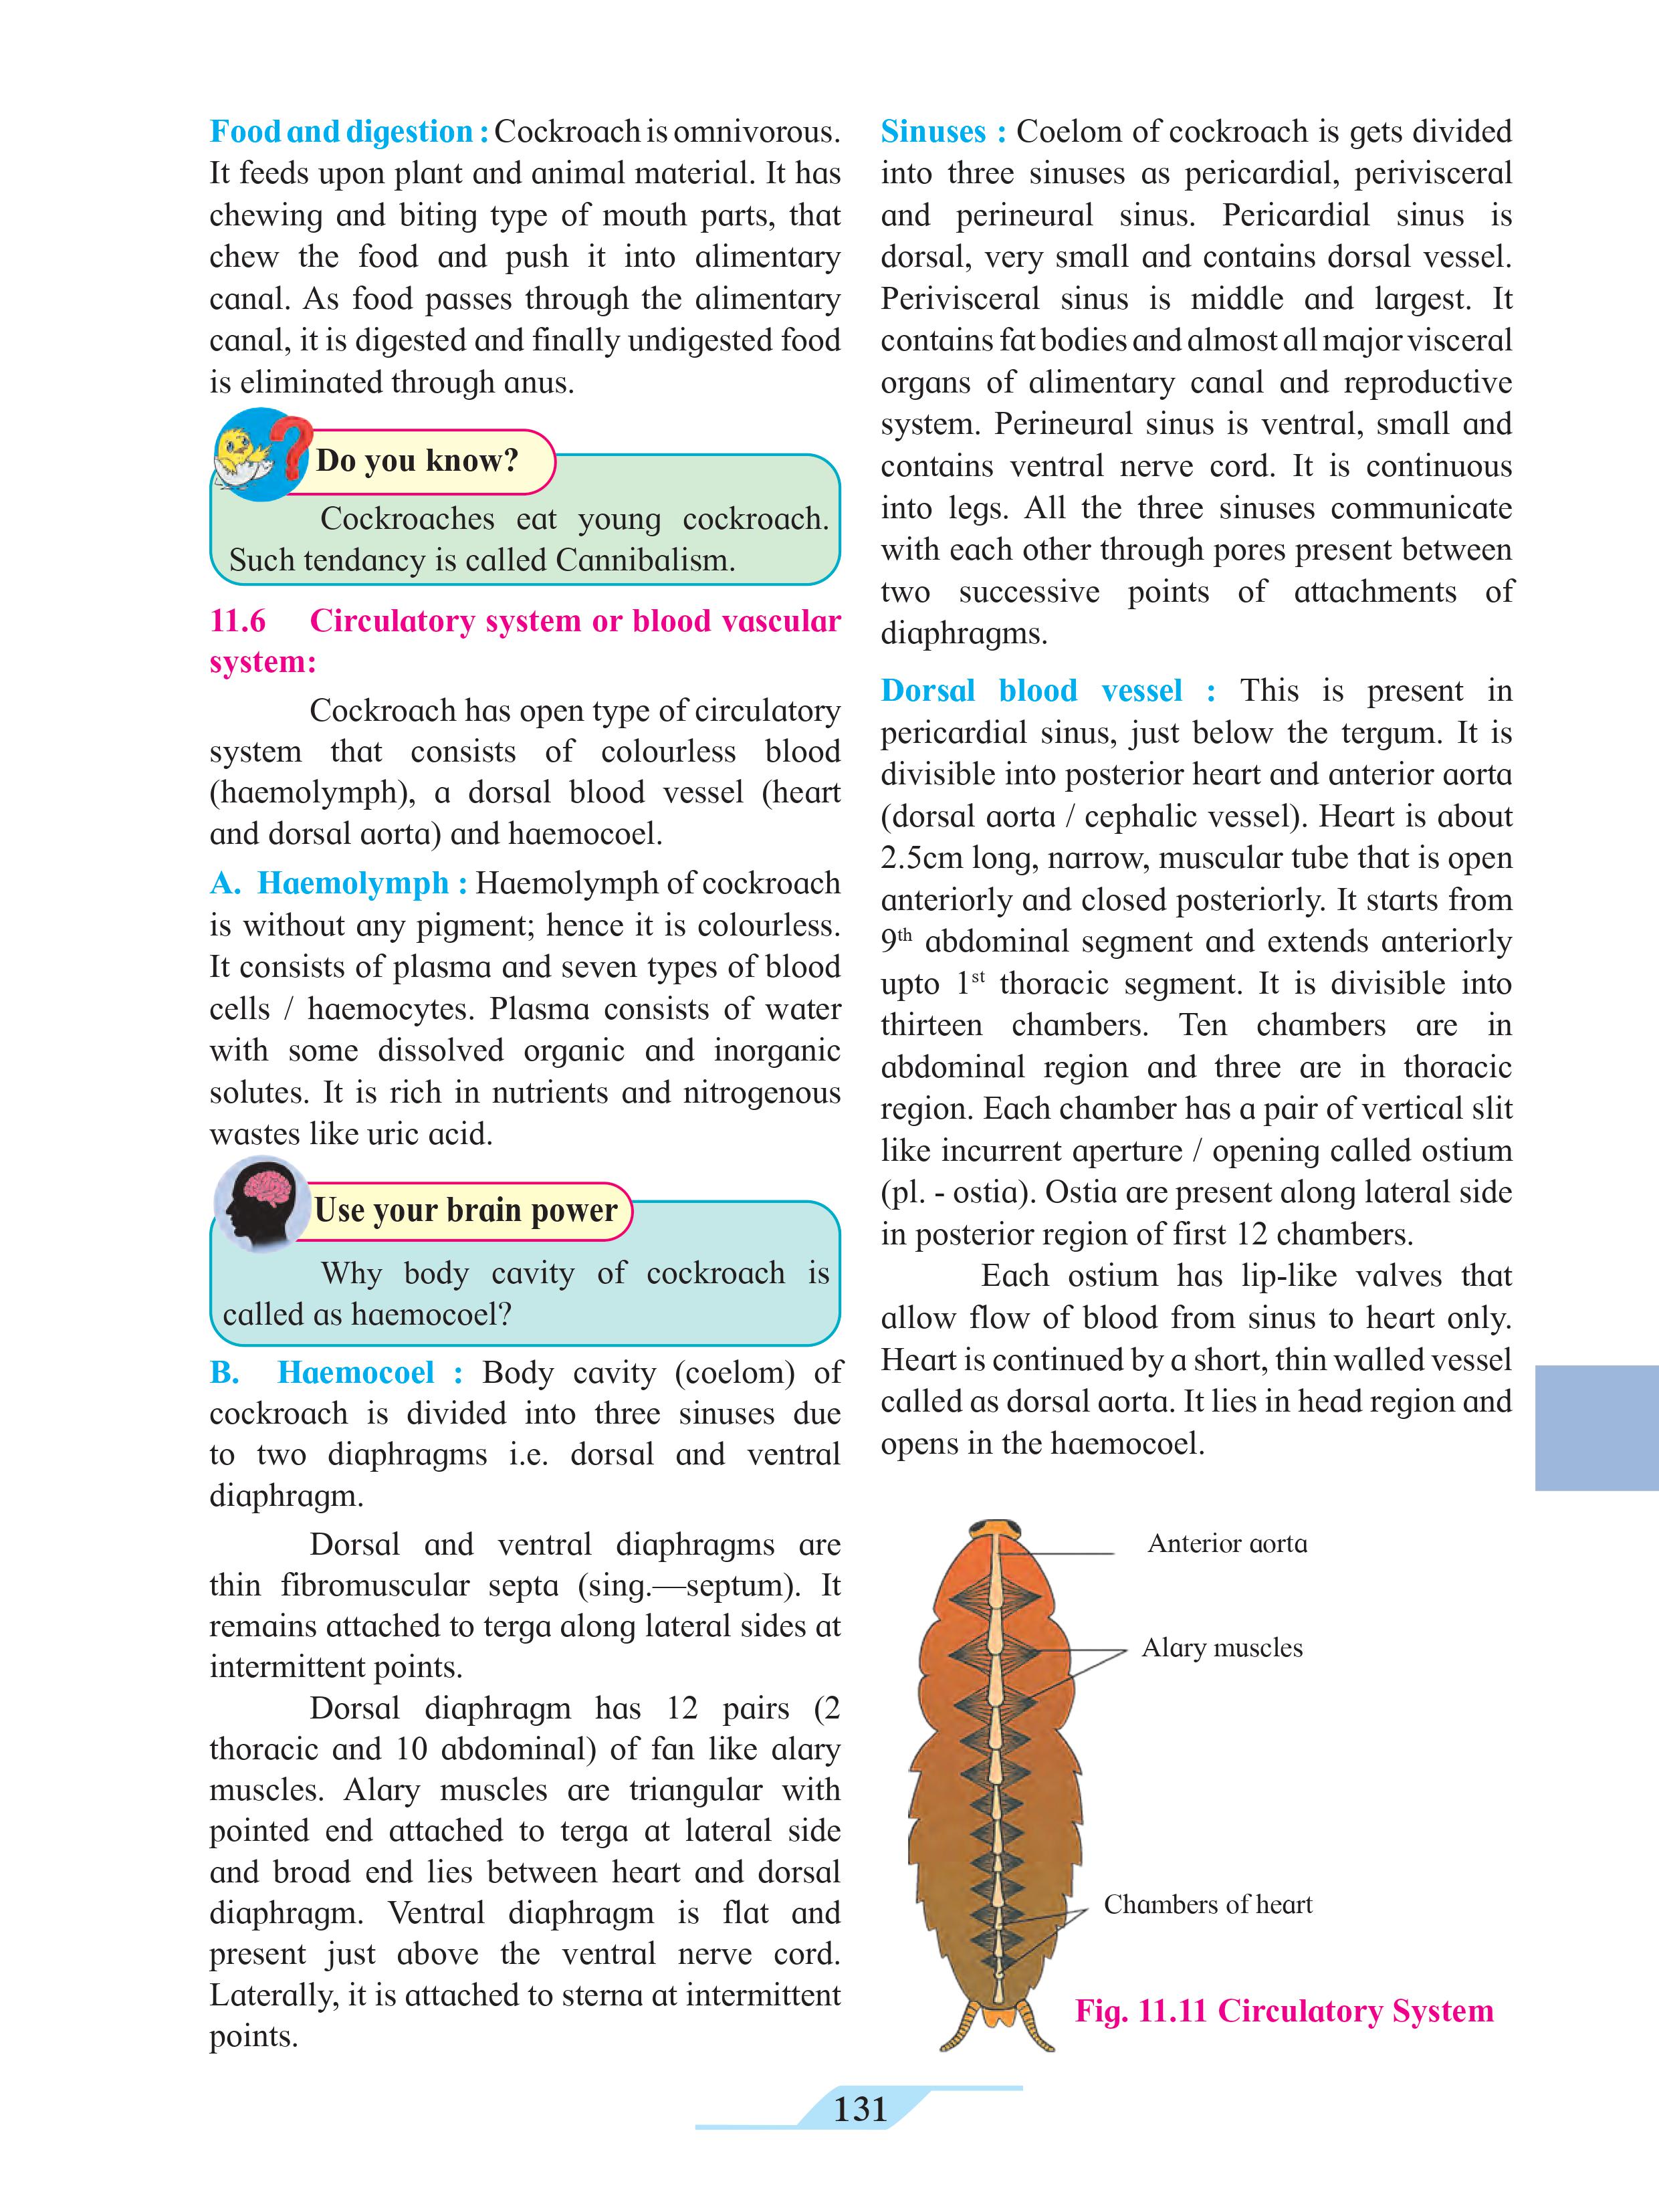 Food and digestion : Cockroach is omnivorous.
It feeds upon plant and animal material. It has
chewing and biting type of mouth parts, that
chew the food and push it into alimentary
canal. As food passes through the alimentary
canal, it is digested and finally undigested food
is eliminated through anus.
Do you know?
Cockroaches eat young cockroach.
Such tendancy is called Cannibalism.
11.6 Circulatory system or blood vascular
system:
Cockroach has open type of circulatory
system that consists of colourless blood
(haemolymph), a dorsal blood vessel (heart
and dorsal aorta) and haemocoel.
A. Haemolymph : Haemolymph of cockroach
is without any pigment; hence it is colourless.
It consists of plasma and seven types of blood
cells / haemocytes. Plasma consists of water
with some dissolved organic and inorganic
solutes. It is rich in nutrients and nitrogenous
wastes like uric acid.
Use your brain power
Why body cavity of cockroach is
called as haemocoel?
B. Haemocoel : Body cavity (coelom) of
cockroach is divided into three sinuses due
to two diaphragms i.e. dorsal and ventral
diaphragm.
Dorsal and ventral diaphragms are
thin fibromuscular septa (sing.—septum). It
remains attached to terga along lateral sides at
intermittent points.
Dorsal diaphragm has 12 pairs (2
thoracic and 10 abdominal) of fan like alary
muscles. Alary muscles are triangular with
pointed end attached to terga at lateral side
and broad end lies between heart and dorsal
diaphragm. Ventral diaphragm is flat and
present just above the ventral nerve cord.
Laterally, it is attached to sterna at intermittent
points.
Sinuses : Coelom of cockroach is gets divided
into three sinuses as pericardial, perivisceral
and perineural sinus. Pericardial sinus is
dorsal, very small and contains dorsal vessel.
Perivisceral sinus is middle and largest. It
contains fat bodies and almost all major visceral
organs of alimentary canal and reproductive
system. Perineural sinus is ventral, small and
contains ventral nerve cord. It is continuous
into legs. All the three sinuses communicate
with each other through pores present between
two successive points of attachments of
diaphragms.
Dorsal blood vessel : This is present in
pericardial sinus, just below the tergum. It is
divisible into posterior heart and anterior aorta
(dorsal aorta / cephalic vessel). Heart is about
2.5cm long, narrow, muscular tube that is open
anteriorly and closed posteriorly. It starts from
9th abdominal segment and extends anteriorly
upto 1st thoracic segment. It is divisible into
thirteen chambers. Ten chambers are in
abdominal region and three are in thoracic
region. Each chamber has a pair of vertical slit
like incurrent aperture / opening called ostium
(pl. - ostia). Ostia are present along lateral side
in posterior region of first 12 chambers.
Each ostium has lip-like valves that
allow flow of blood from sinus to heart only.
Heart is continued by a short, thin walled vessel
called as dorsal aorta. It lies in head region and
opens in the haemocoel.
Anterior aorta
Alary muscles
Chambers of heart
Fig. 11.11 Circulatory System
131